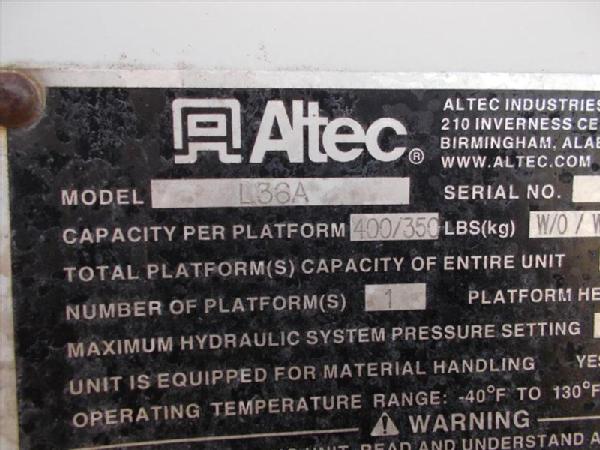 Altec®
ALTEC INDUSTRIES
210 INVERNESS CE
BIRMINGHAM, ALAB
WWW.ALTEC.COM
MODEL L36A SERIAL NO.
CAPACITY PER PLATFORM 400/350 LBS(kg) W/O / W
TOTAL PLATFORM(S) CAPACITY OF ENTIRE UNIT
NUMBER OF PLATFORM(S) 1 PLATFORM HE
MAXIMUM HYDRAULIC SYSTEM PRESSURE SETTING
UNIT IS EQUIPPED FOR MATERIAL HANDLING YES
OPERATING TEMPERATURE RANGE: -40°F TO 130°F
WARNING
UNIT, READ AND UNDERSTAND A